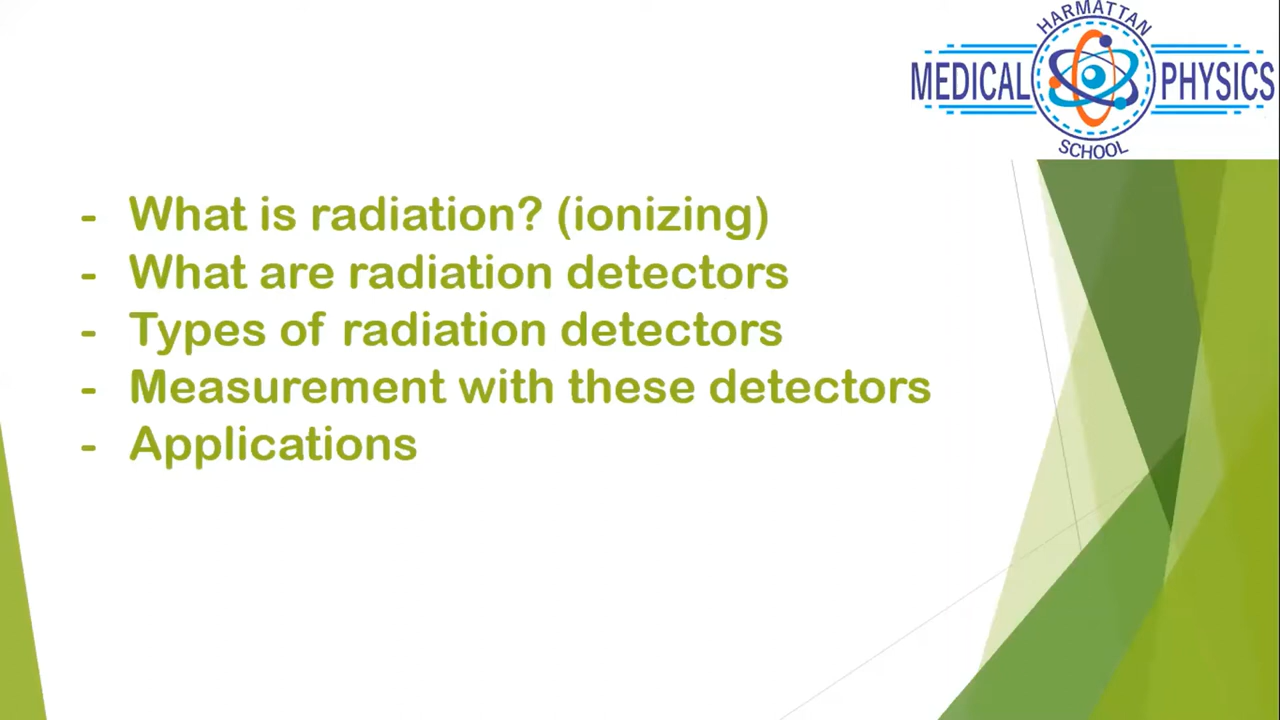 HARMATTAN
MEDICAL PHYSICS
SCHOOL
- What is radiation? (ionizing)
- What are radiation detectors
- Types of radiation detectors
- Measurement with these detectors
- Applications